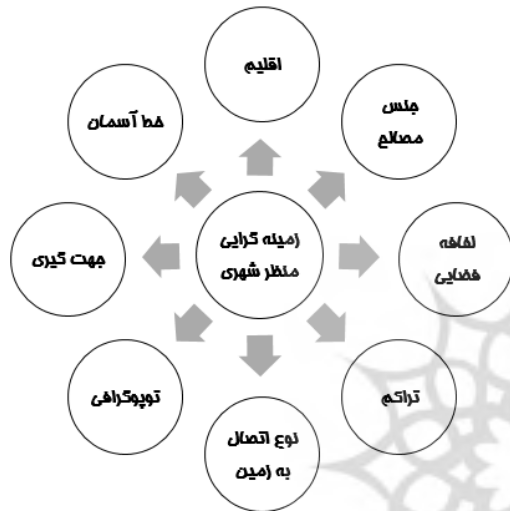 اقلیم
جنس
مصالح
لفافه
فضایی
تراکم
نوع اتصال
به زمین
توپوگرافی
جهت گیری
خط آسمان
زمینه گرایی
منظر شهری